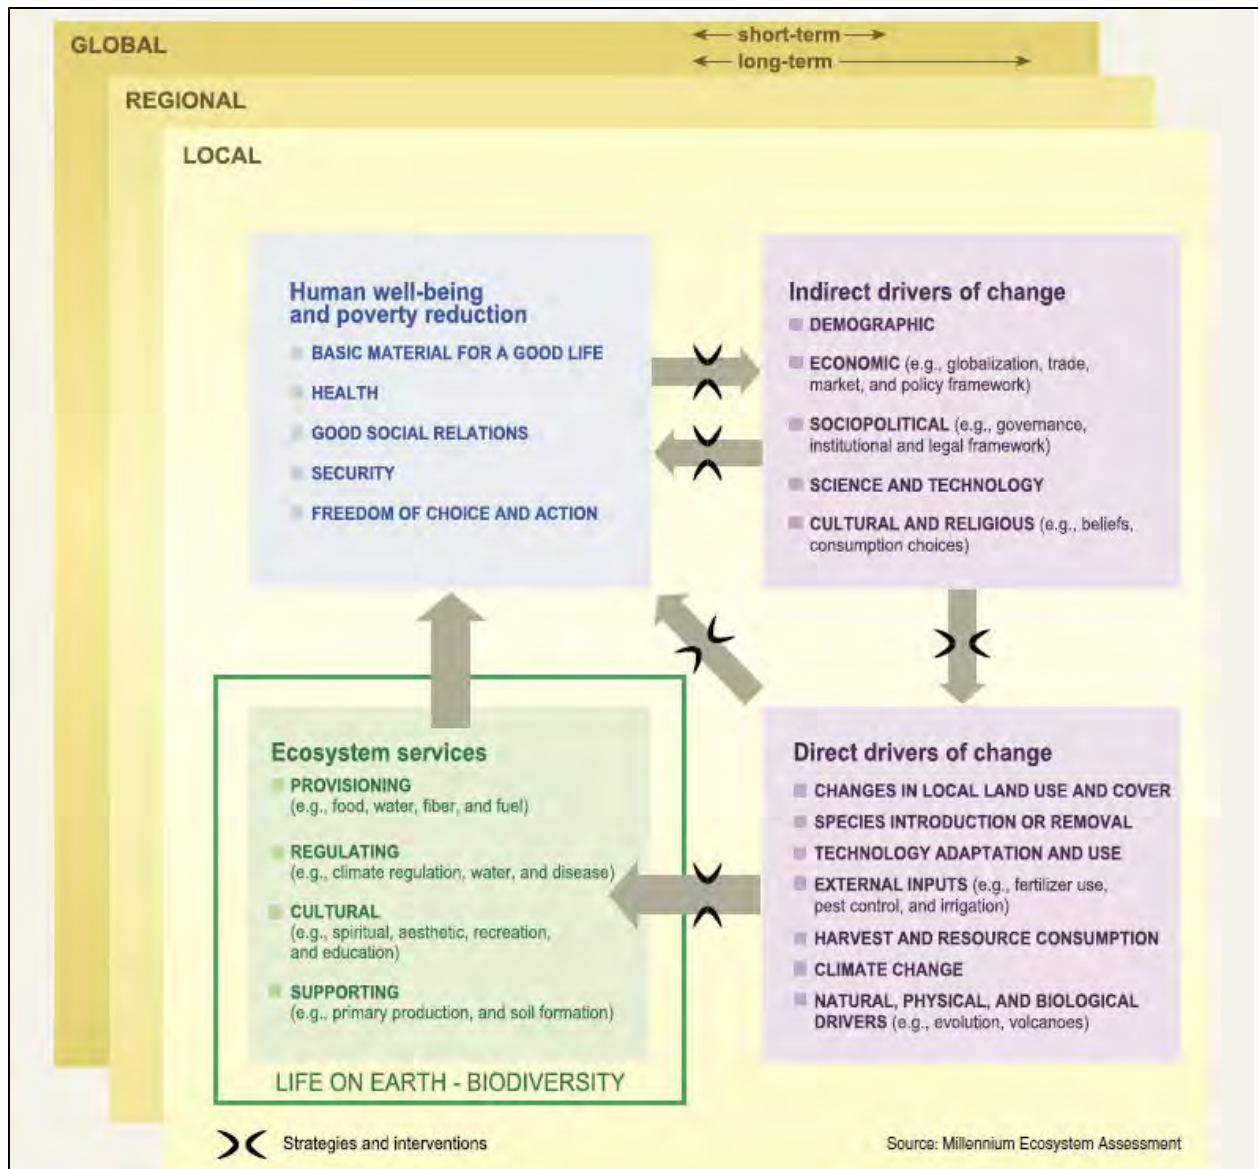 GLOBAL
short-term
long-term
REGIONAL
LOCAL
Human well-being
and poverty reduction
BASIC MATERIAL FOR A GOOD LIFE
HEALTH
GOOD SOCIAL RELATIONS
SECURITY
FREEDOM OF CHOICE AND ACTION
Indirect drivers of change
DEMOGRAPHIC
ECONOMIC (e.g., globalization, trade,
market, and policy framework)
SOCIOPOLITICAL (e.g., governance,
institutional and legal framework)
SCIENCE AND TECHNOLOGY
CULTURAL AND RELIGIOUS (e.g., beliefs,
consumption choices)
Ecosystem services
PROVISIONING
(e.g., food, water, fiber, and fuel)
REGULATING
(e.g., climate regulation, water, and disease)
CULTURAL
(e.g., spiritual, aesthetic, recreation,
and education)
SUPPORTING
(e.g., primary production, and soil formation)
LIFE ON EARTH - BIODIVERSITY
Direct drivers of change
CHANGES IN LOCAL LAND USE AND COVER
SPECIES INTRODUCTION OR REMOVAL
TECHNOLOGY ADAPTATION AND USE
EXTERNAL INPUTS (e.g., fertilizer use,
pest control, and irrigation)
HARVEST AND RESOURCE CONSUMPTION
CLIMATE CHANGE
NATURAL, PHYSICAL, AND BIOLOGICAL
DRIVERS (e.g., evolution, volcanoes)
Strategies and interventions
Source: Millennium Ecosystem Assessment